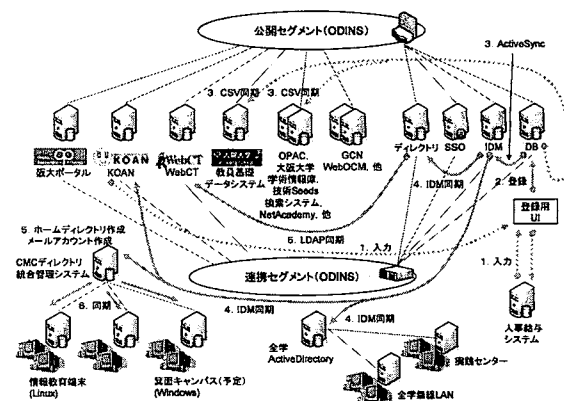 公開セグメント(ODINS)
3. ActiveSync
3. CSV同期
3. CSV同期
阪大ポータル
KOAN
KOAN
WebCT
WebCT
教員基礎
データシステム
OPAC,
大阪大学
学術情報庫,
技術Seeds
検索システム,
NetAcademy, 他
GCN
WebOCM, 他
ディレクトリ
SSO
IDM
DB
4. IDM同期
2. 登録
登録用
UI
5. ホームディレクトリ作成
メールアカウント作成
5. LDAP同期
1. 入力
1. 入力
CMCディレクトリ
統合管理システム
連携セグメント(ODINS)
6. 同期
4. IDM同期
4. IDM同期
人事給与
システム
全学
ActiveDirectory
実践センター
情報教育端末
(Linux)
箕面キャンパス(予定)
(Windows)
全学無線LAN